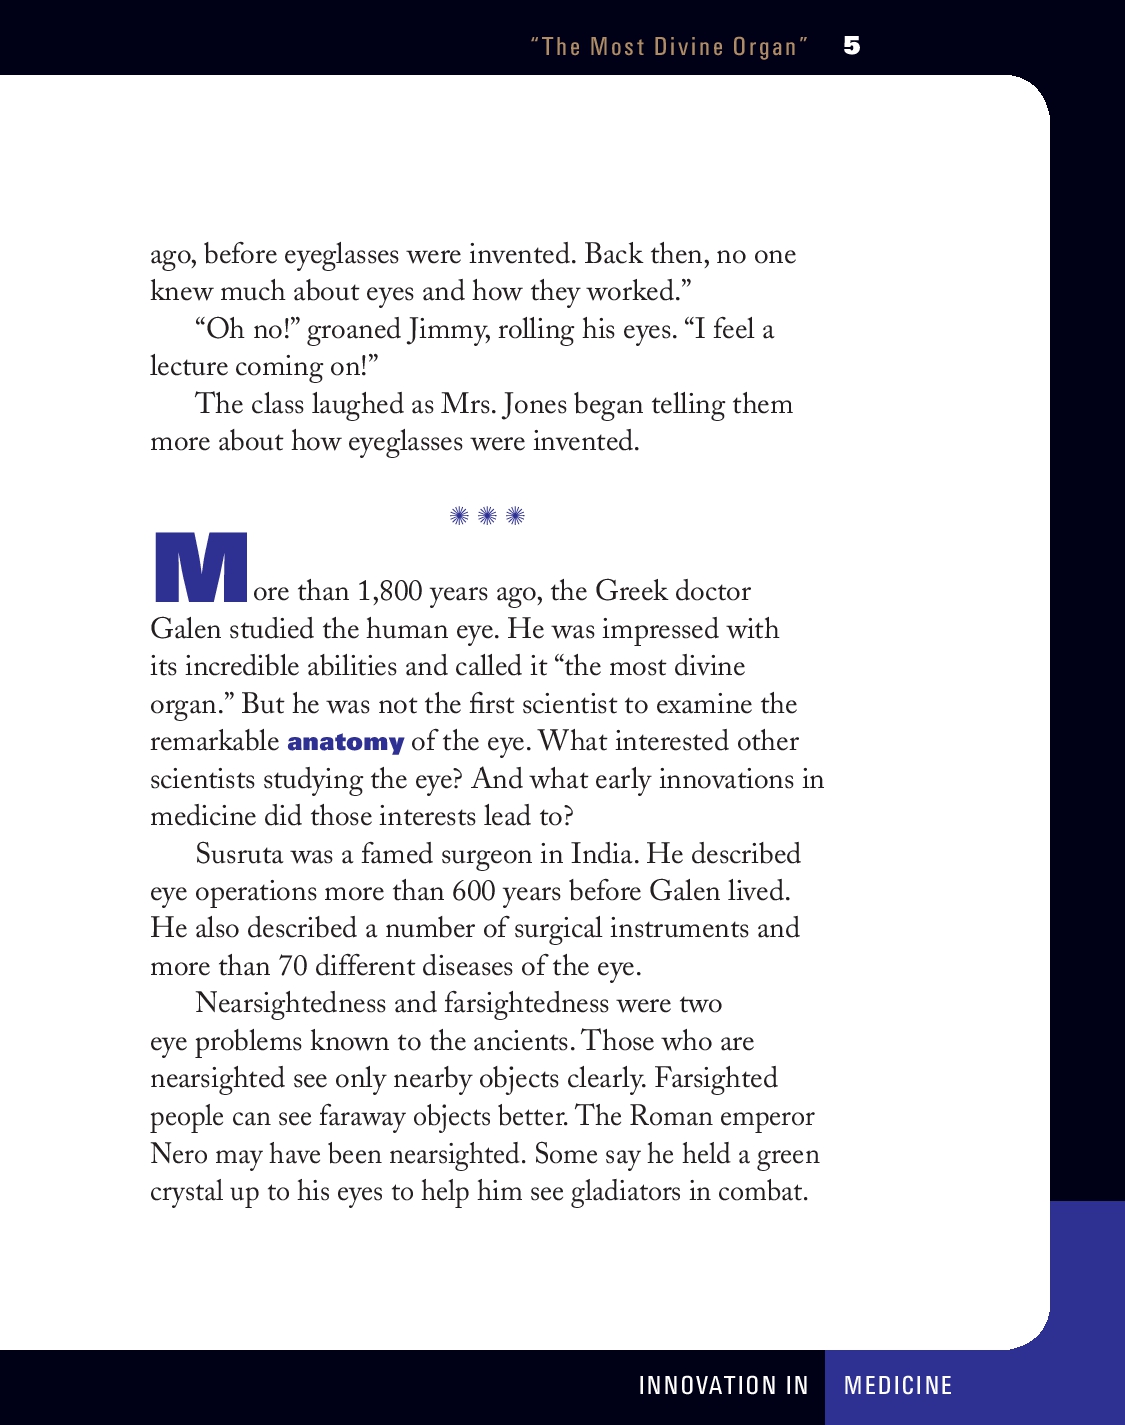 “The Most Divine Organ” 5
ago, before eyeglasses were invented. Back then, no one
knew much about eyes and how they worked.”
“Oh no!” groaned Jimmy, rolling his eyes. “I feel a
lecture coming on!”
The class laughed as Mrs. Jones began telling them
more about how eyeglasses were invented.
More than 1,800 years ago, the Greek doctor
Galen studied the human eye. He was impressed with
its incredible abilities and called it “the most divine
organ.” But he was not the first scientist to examine the
remarkable anatomy of the eye. What interested other
scientists studying the eye? And what early innovations in
medicine did those interests lead to?
Susruta was a famed surgeon in India. He described
eye operations more than 600 years before Galen lived.
He also described a number of surgical instruments and
more than 70 different diseases of the eye.
Nearsightedness and farsightedness were two
eye problems known to the ancients. Those who are
nearsighted see only nearby objects clearly. Farsighted
people can see faraway objects better. The Roman emperor
Nero may have been nearsighted. Some say he held a green
crystal up to his eyes to help him see gladiators in combat.
INNOVATION IN MEDICINE